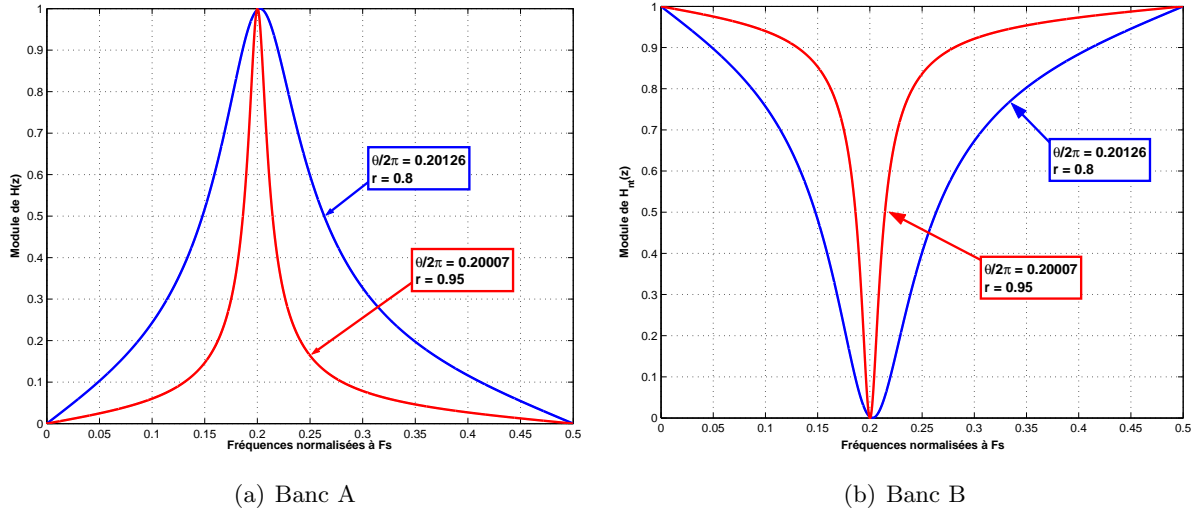 1
0.9
0.8
0.7
0.6
0.5
0.4
0.3
0.2
0.1
0
Module de H(z)
θ/2π = 0.20126
r = 0.8
θ/2π = 0.20007
r = 0.95
0 0.05 0.1 0.15 0.2 0.25 0.3 0.35 0.4 0.45 0.5
Fréquences normalisées à Fs
(a) Banc A
1
0.9
0.8
0.7
0.6
0.5
0.4
0.3
0.2
0.1
0
Module de Hnt(z)
θ/2π = 0.20126
r = 0.8
θ/2π = 0.20007
r = 0.95
0 0.05 0.1 0.15 0.2 0.25 0.3 0.35 0.4 0.45 0.5
Fréquences normalisées à Fs
(b) Banc B